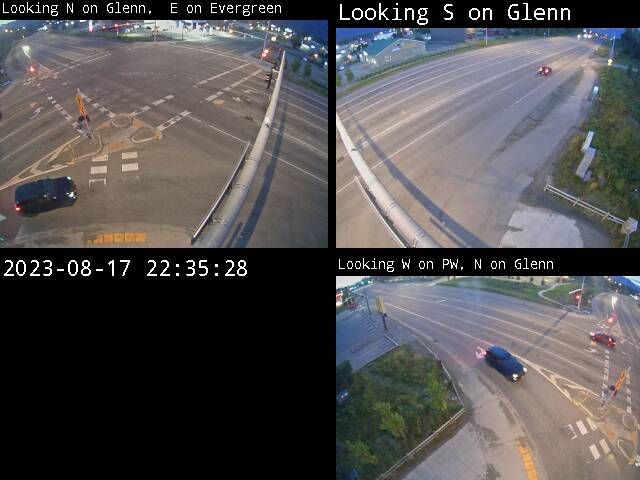 Looking N on Glenn,  E on Evergreen
Looking S on Glenn
2023-08-17 22:35:28
Looking W on PW, N on Glenn